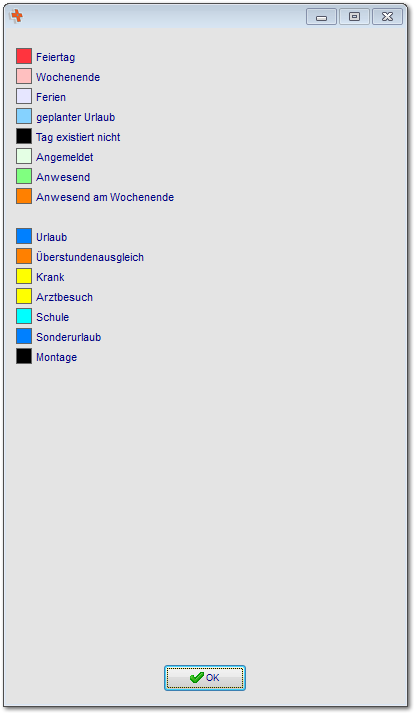 Feiertag
Wochenende
Ferien
geplanter Urlaub
Tag existiert nicht
Angemeldet
Anwesend
Anwesend am Wochenende
Urlaub
Überstundenausgleich
Krank
Arztbesuch
Schule
Sonderurlaub
Montage
OK